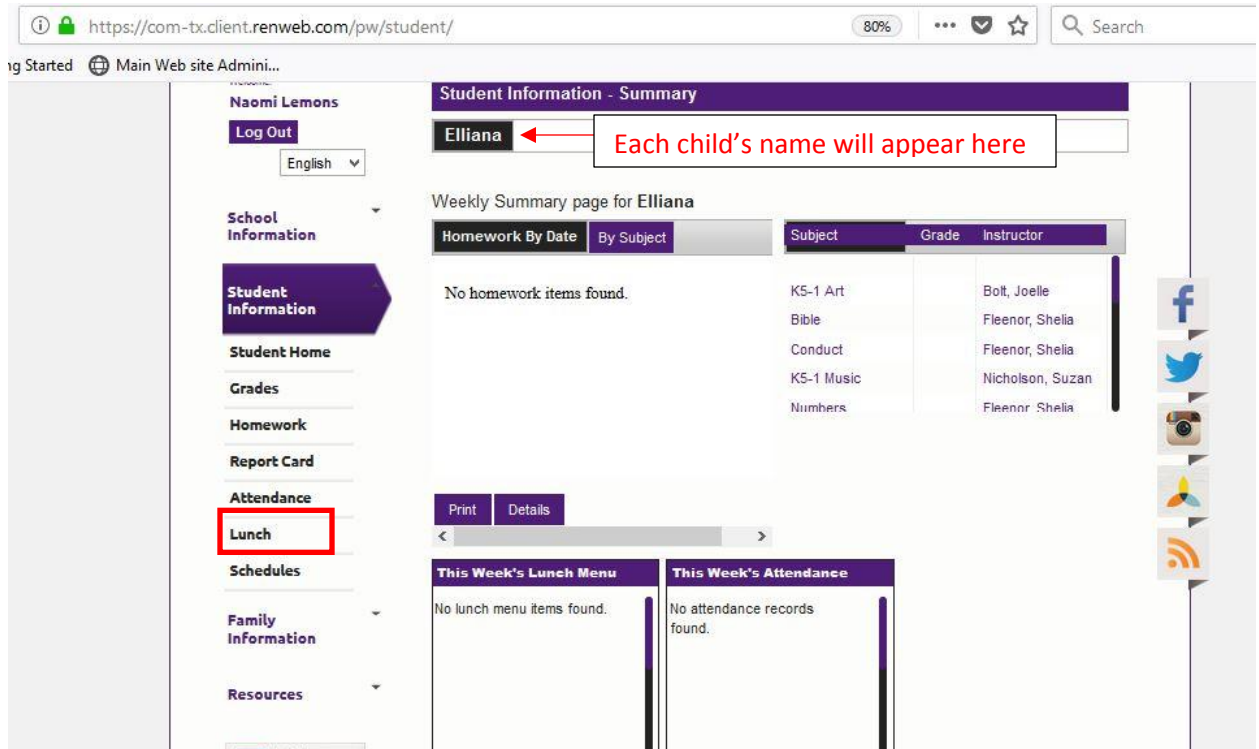 https://com-tx.client.renweb.com/pw/student/
80%
Search
ng Started
Main Web site Admini...
Naomi Lemons
Log Out
English
School
Information
Student
Information
Student Home
Grades
Homework
Report Card
Attendance
Lunch
Schedules
Family
Information
Resources
Student Information - Summary
Elliana
Each child's name will appear here
Weekly Summary page for Elliana
Homework By Date By Subject
No homework items found.
Subject Grade Instructor
K5-1 Art Bolt, Joelle
Bible Fleenor, Shelia
Conduct Fleenor, Shelia
K5-1 Music Nicholson, Suzan
Numbers Fleenor, Shelia
Print Details
This Week's Lunch Menu
No lunch menu items found.
This Week's Attendance
No attendance records
found.